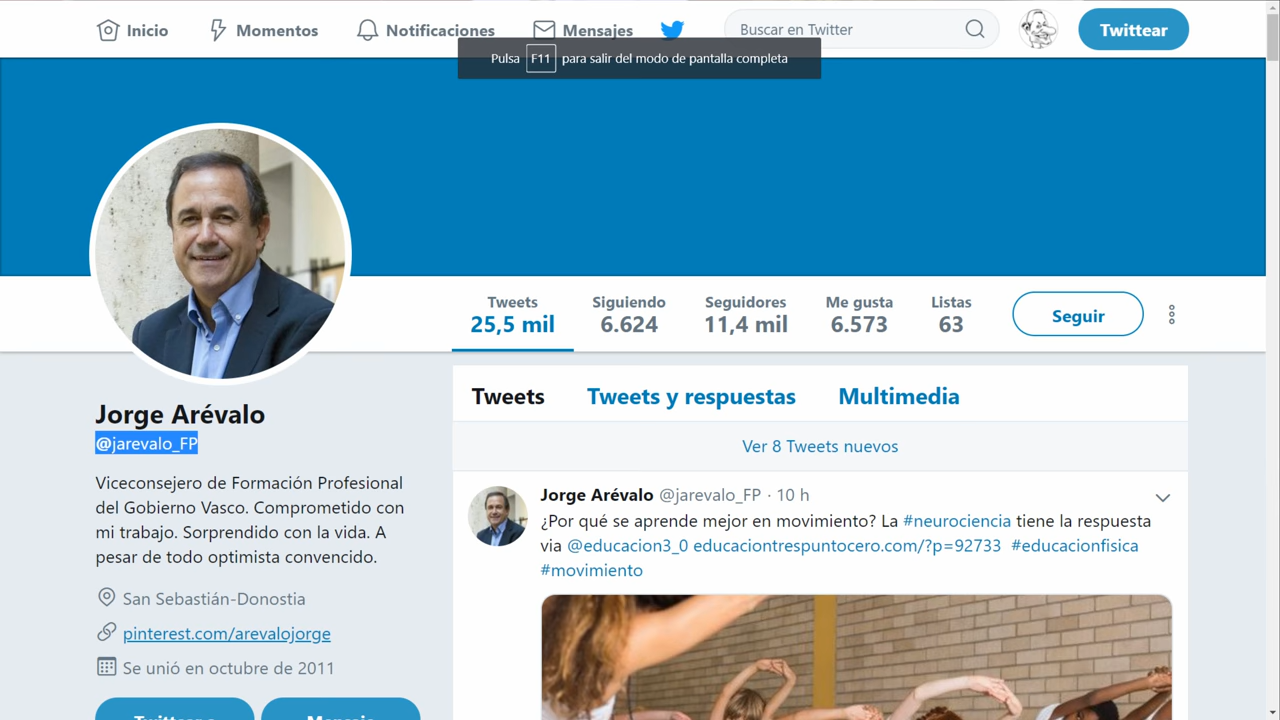 Inicio
Momentos
Notificaciones
Mensajes
Buscar en Twitter
Twittear
Pulsa F11 para salir del modo de pantalla completa
Tweets
25,5 mil
Siguiendo
6.624
Seguidores
11,4 mil
Me gusta
6.573
Listas
63
Seguir
Jorge Arévalo
@jarevalo_FP
Viceconsejero de Formación Profesional
del Gobierno Vasco. Comprometido con
mi trabajo. Sorprendido con la vida. A
pesar de todo optimista convencido.
San Sebastián-Donostia
pinterest.com/arevalojorge
Se unió en octubre de 2011
Tweets
Tweets y respuestas
Multimedia
Ver 8 Tweets nuevos
Jorge Arévalo @jarevalo_FP · 10 h
¿Por qué se aprende mejor en movimiento? La #neurociencia tiene la respuesta
via @educacion3_0 educaciontrespuntocero.com/?p=92733 #educacionfisica
#movimiento